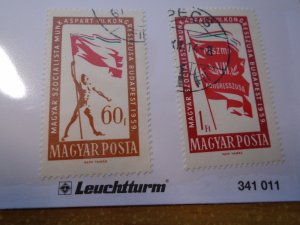 MAGYAR SZOCIALISTA MUNKÁSPÁRT VII. KONGRESSZUSA BUDAPEST 1959
60f
MAGYAR POSTA
MAGYAR SZOCIALISTA MUNKÁSPÁRT VII. KONGRESSZUSA BUDAPEST 1959
KONGRESSZUSA
1Ft
MAGYAR POSTA
Leuchtturm
341 011